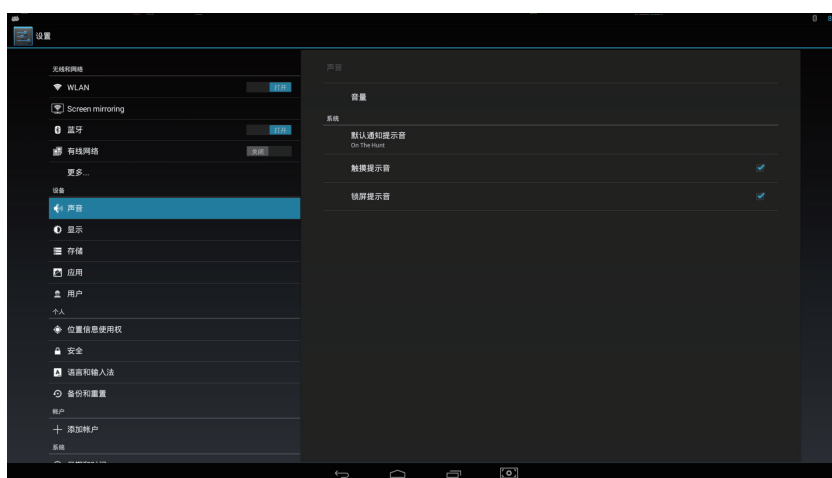 设置
无线和网络
WLAN 打开
Screen mirroring
蓝牙 打开
有线网络 关闭
更多...
设备
声音
显示
存储
应用
用户
个人
位置信息使用权
安全
语言和输入法
备份和重置
帐户
添加帐户
系统
声音
音量
系统
默认通知提示音
On The Hunt
触摸提示音
锁屏提示音